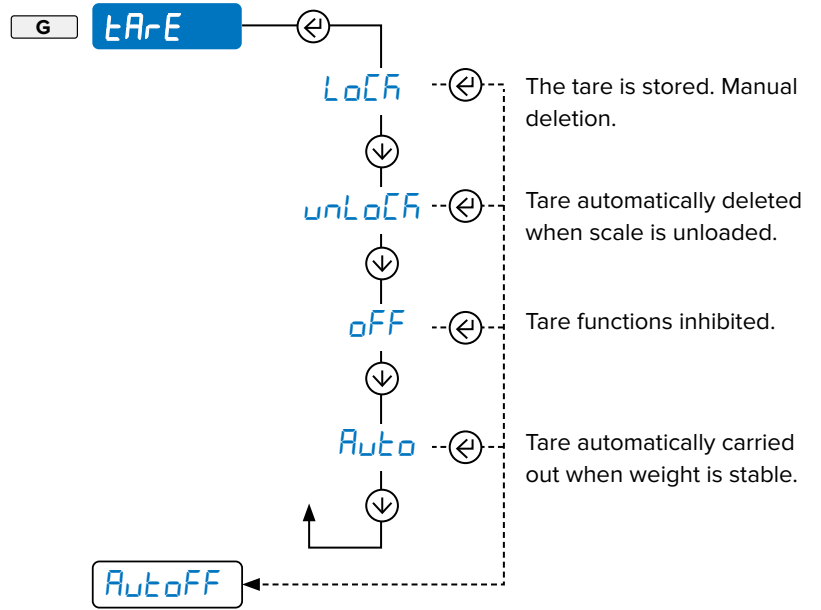 G
tArE
LoCK
The tare is stored. Manual
deletion.
unLoCK
Tare automatically deleted
when scale is unloaded.
oFF
Tare functions inhibited.
Auto
Tare automatically carried
out when weight is stable.
AutoFF